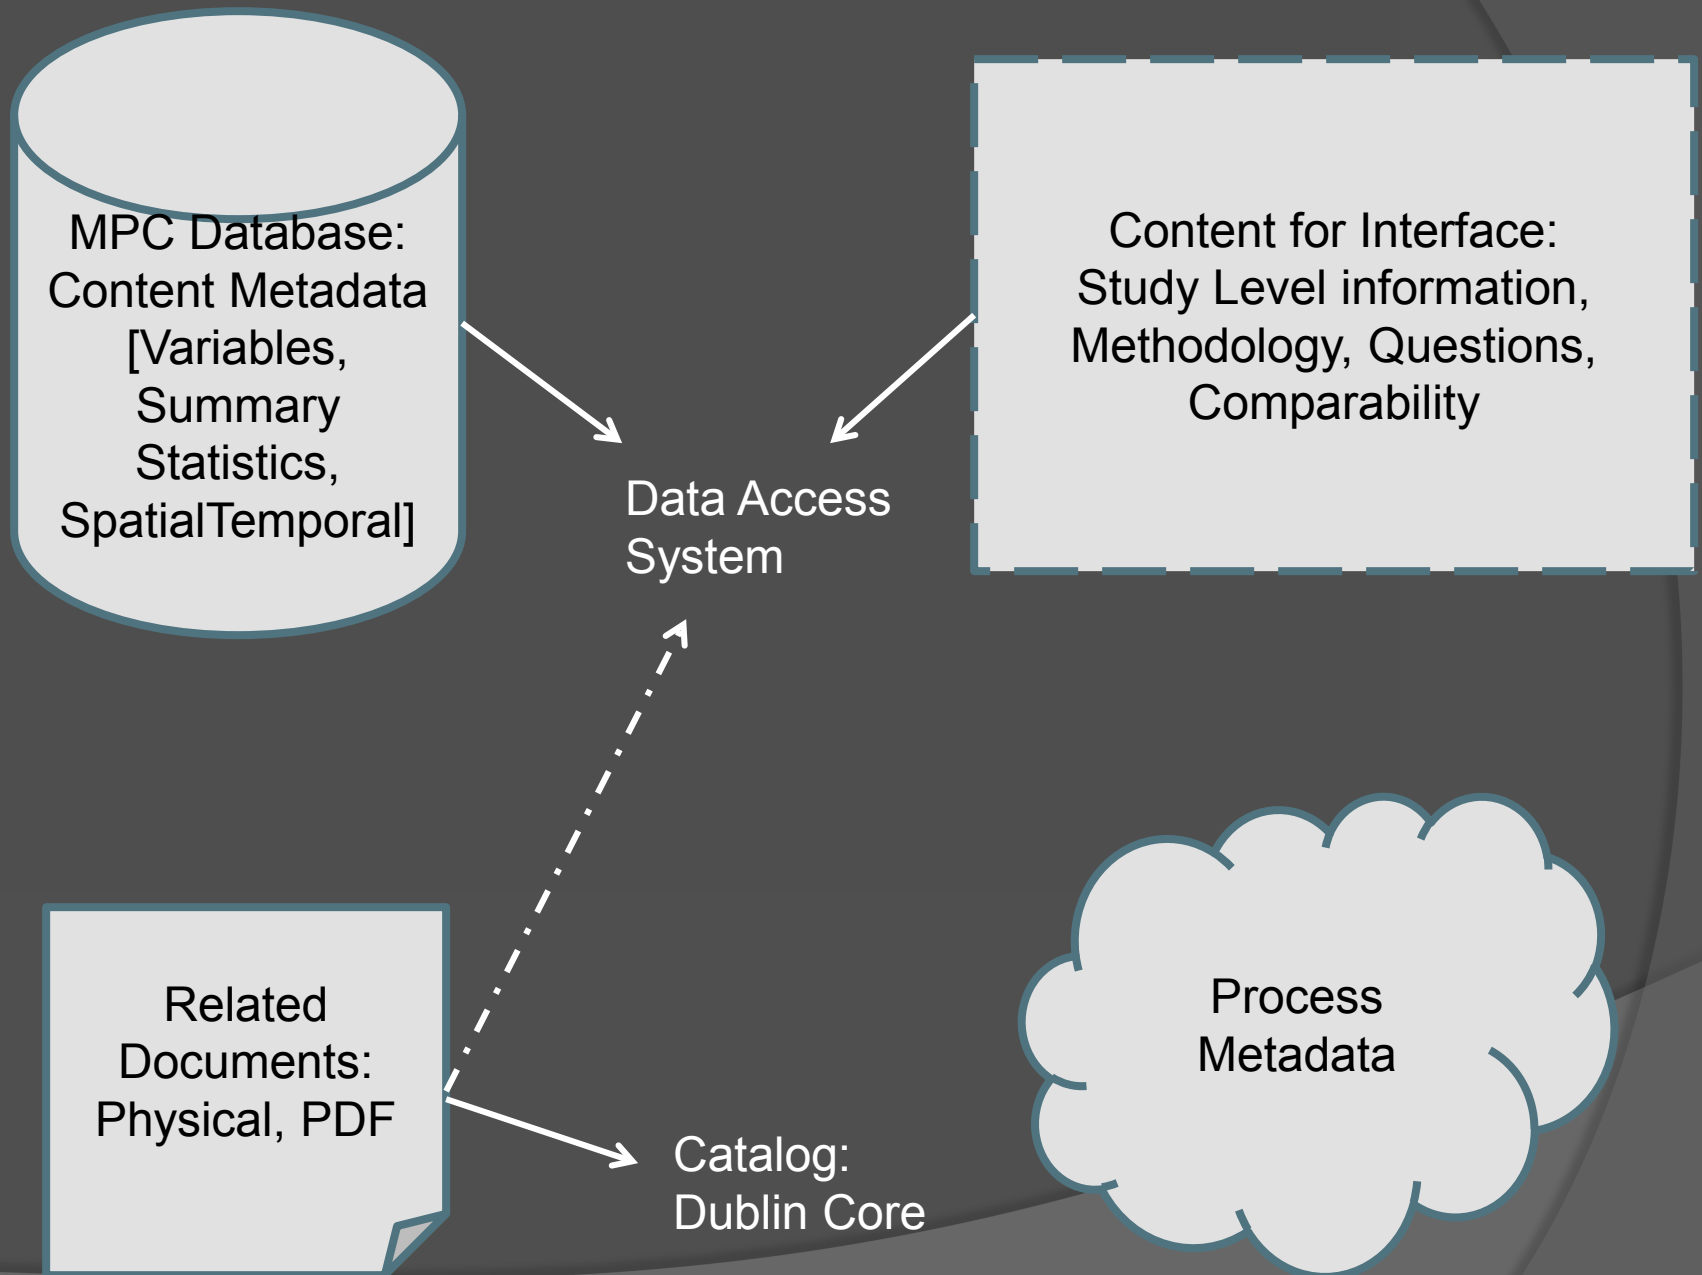 MPC Database:
Content Metadata
[Variables,
Summary
Statistics,
SpatialTemporal]
Content for Interface:
Study Level information,
Methodology, Questions,
Comparability
Data Access
System
Related
Documents:
Physical, PDF
Catalog:
Dublin Core
Process
Metadata